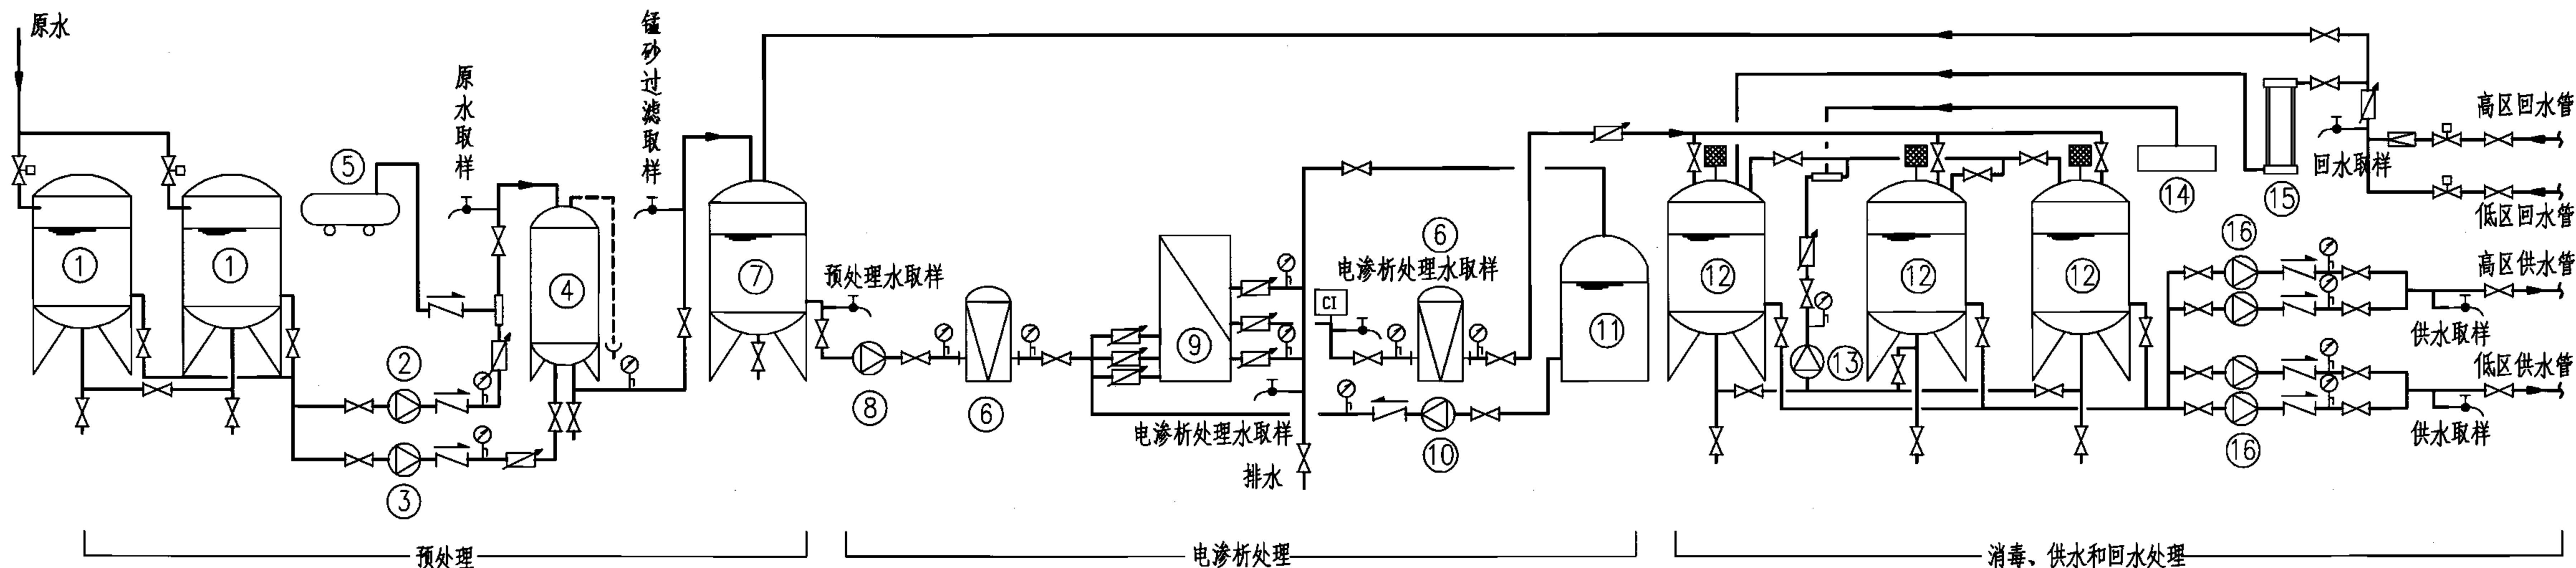 原水
原水取样
锰砂过滤取样
①
①
②
③
④
⑤
⑦
预处理水取样
⑧
⑥
⑨
CI
电渗析处理水取样
⑥
电渗析处理水取样
排水
⑩
⑪
⑫
⑫
⑫
⑬
⑭
⑮
回水取样
高区回水管
低区回水管
⑯
高区供水管
供水取样
低区供水管
供水取样
⑯
预处理
电渗析处理
消毒、供水和回水处理